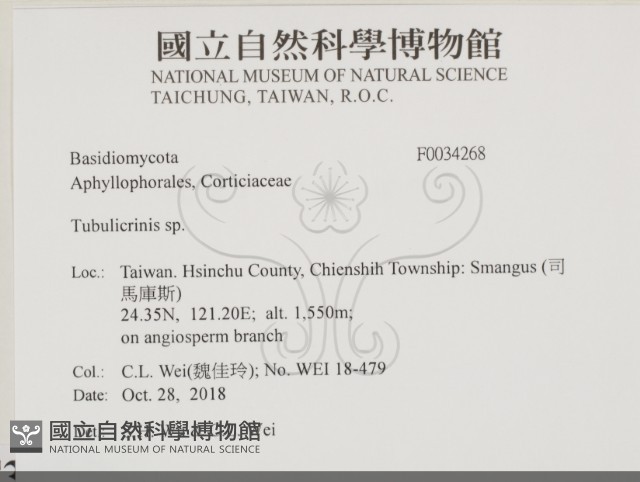 國立自然科學博物館
NATIONAL MUSEUM OF NATURAL SCIENCE
TAICHUNG, TAIWAN, R.O.C.
Basidiomycota F0034268
Aphyllophorales, Corticiaceae
Tubulicrinis sp.
Loc.: Taiwan. Hsinchu County, Chienshih Township: Smangus (司
馬庫斯)
24.35N, 121.20E; alt. 1,550m;
on angiosperm branch
Col.: C.L. Wei(魏佳玲); No. WEI 18-479
Date: Oct. 28, 2018
Wei
國立自然科學博物館
NATIONAL MUSEUM OF NATURAL SCIENCE